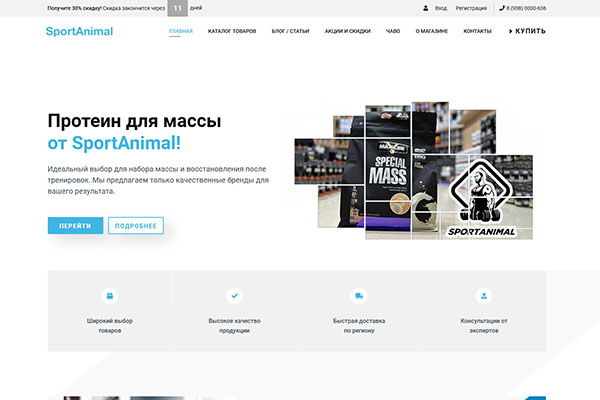 Получите 30% скидку! Скидка закончится через 11 дней
Вход Регистрация 8 (938) 0000-636
SportAnimal
ГЛАВНАЯ КАТАЛОГ ТОВАРОВ БЛОГ / СТАТЬИ АКЦИИ И СКИДКИ ЧАВО О МАГАЗИНЕ КОНТАКТЫ КУПИТЬ
Протеин для массы
от SportAnimal!
Идеальный выбор для набора массы и восстановления после
тренировок. Мы предлагаем только качественные бренды для
вашего результата.
ПЕРЕЙТИ ПОДРОБНЕЕ
MAXLER
SPECIAL
MASS
SPORTANIMAL
Широкий выбор
товаров
Высокое качество
продукции
Быстрая доставка
по региону
Консультации от
экспертов